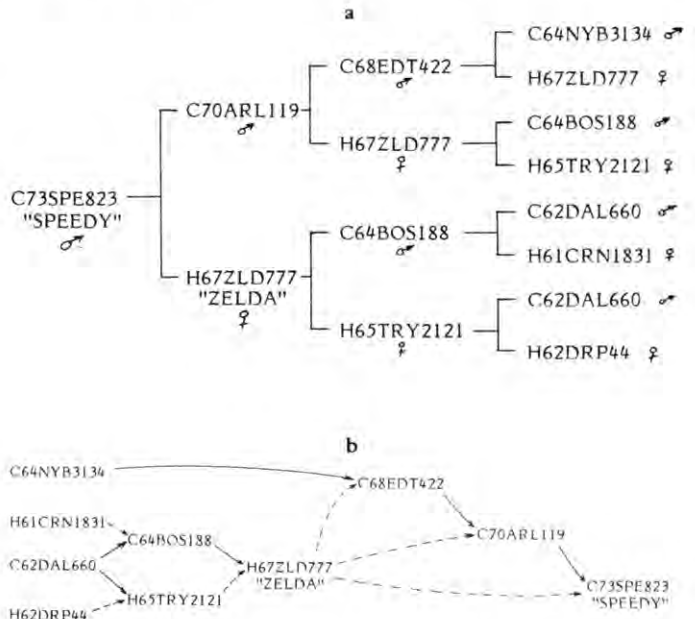 a
C64NYB3134 ♂
C68EDT422
♂
H67ZLD777 ♀
C70ARL119
♂
C64BOS188 ♂
H67ZLD777
♀
H65TRY2121 ♀
C73SPE823
"SPEEDY"
♂
C62DAL660 ♂
C64BOS188
♂
H61CRN1831 ♀
H67ZLD777
"ZELDA"
♀
C62DAL660 ♂
H65TRY2121
♀
H62DRP44 ♀
b
C64NYB3134
C68EDT422
H61CRN1831
C64BOS188
C70ARL119
C62DAL660
H67ZLD777
"ZELDA"
C73SPE823
"SPEEDY"
H65TRY2121
H62DRP44